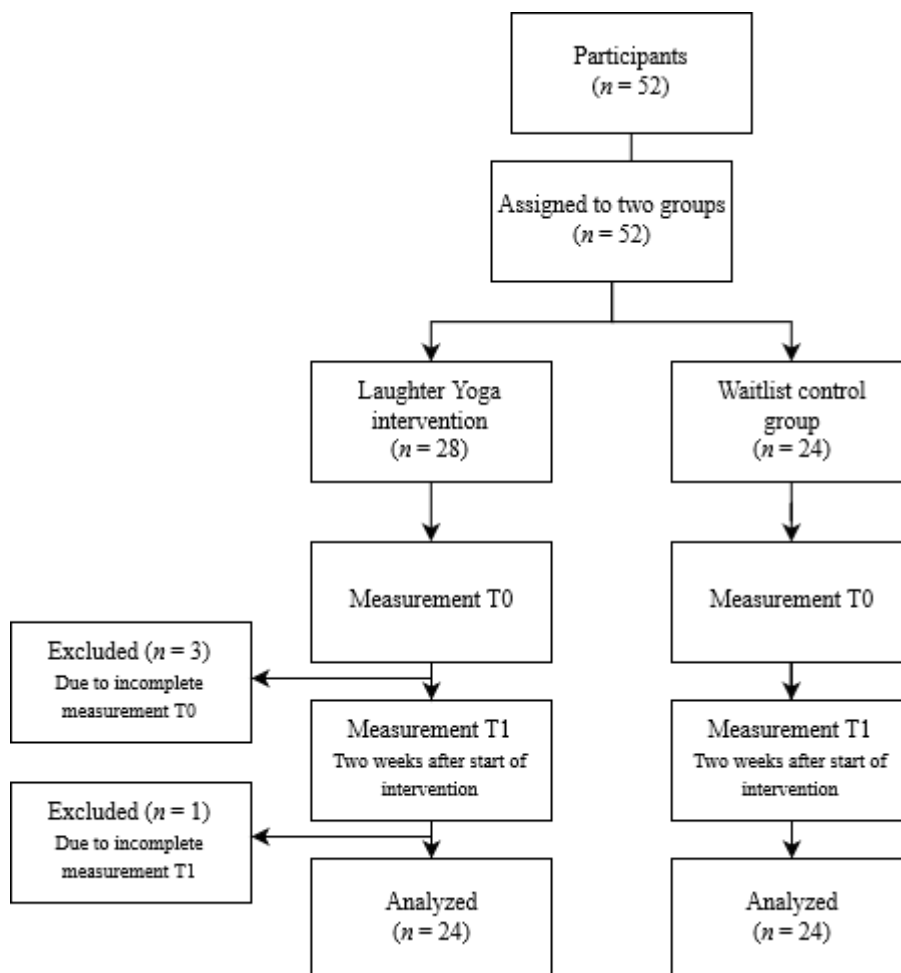 Participants
(n = 52)
Assigned to two groups
(n = 52)
Laughter Yoga
intervention
(n = 28)
Waitlist control
group
(n = 24)
Measurement T0
Measurement T0
Excluded (n = 3)
Due to incomplete
measurement T0
Measurement T1
Two weeks after start of
intervention
Measurement T1
Two weeks after start of
intervention
Excluded (n = 1)
Due to incomplete
measurement T1
Analyzed
(n = 24)
Analyzed
(n = 24)